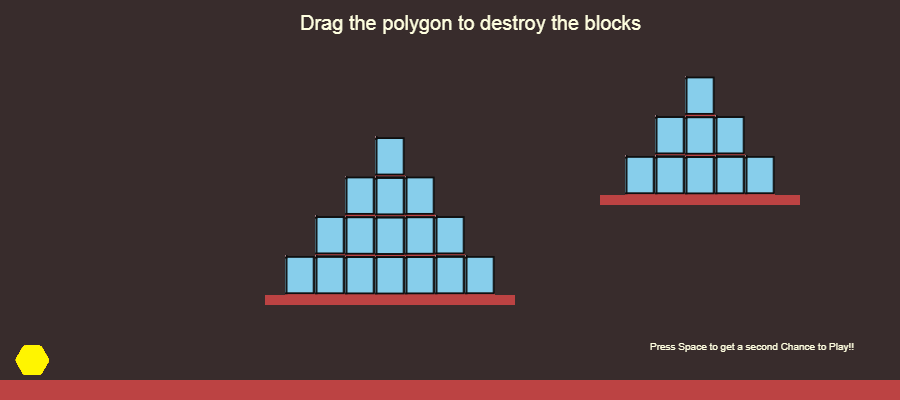 Drag the polygon to destroy the blocks
Press Space to get a second Chance to Play!!